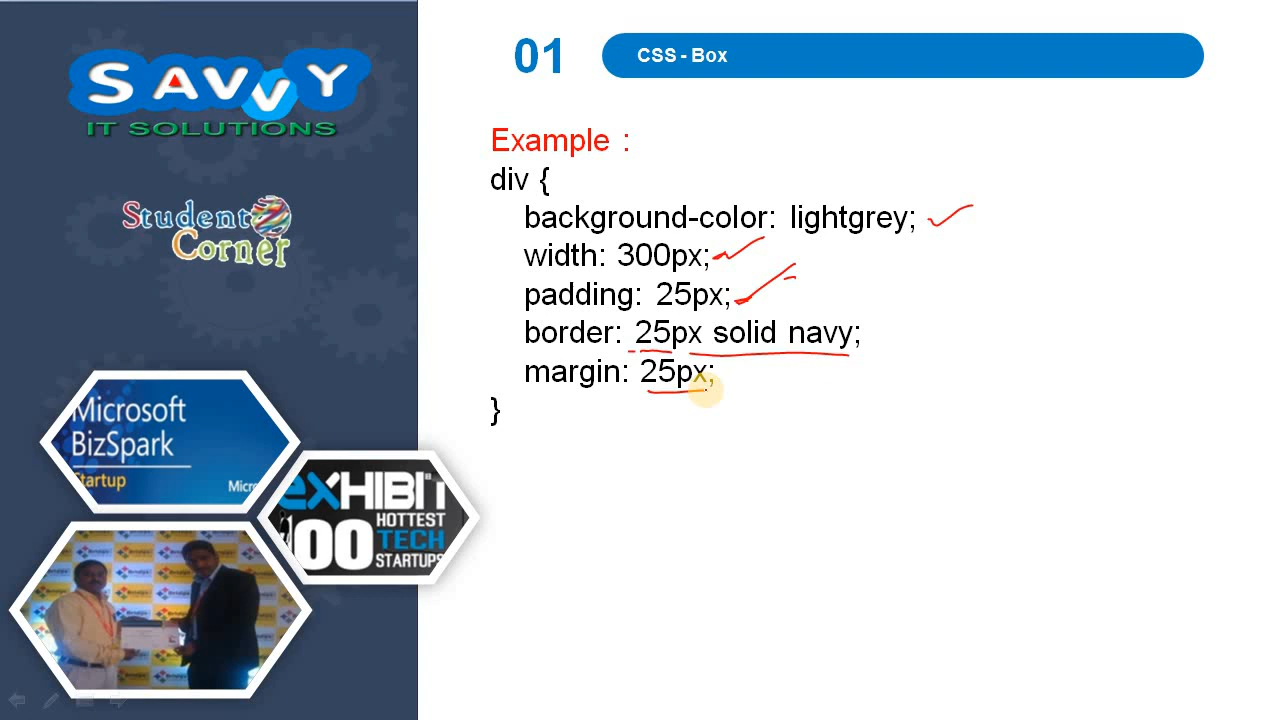 SAVVY
IT SOLUTIONS
Student
Corner
Microsoft
BizSpark
Startup
Micr
EXHIBIT
100
HOTTEST
TECH
STARTUPS
01
CSS - Box
Example :
div {
background-color: lightgrey;
width: 300px;
padding: 25px;
border: 25px solid navy;
margin: 25px;
}